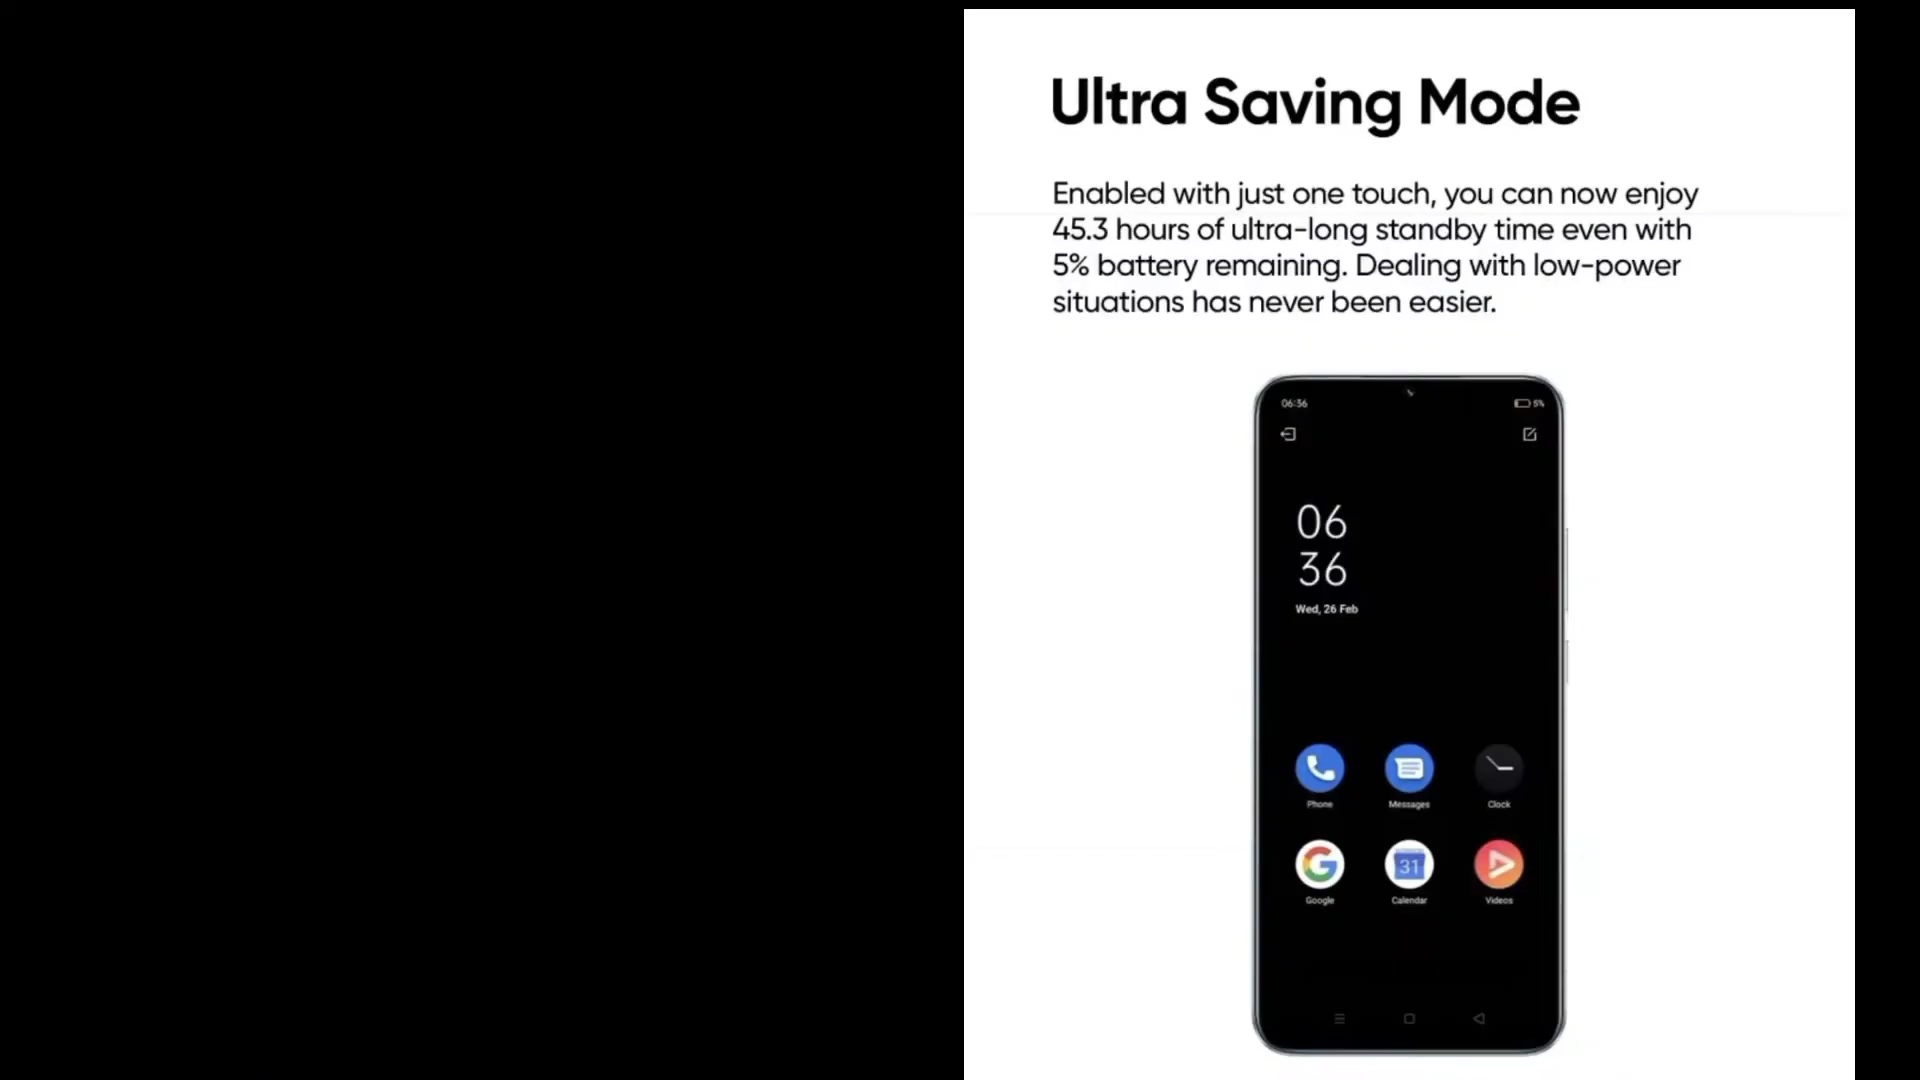 Ultra Saving Mode
Enabled with just one touch, you can now enjoy
45.3 hours of ultra-long standby time even with
5% battery remaining. Dealing with low-power
situations has never been easier.
06:36 5%
06
36
Wed, 26 Feb
Phone Messages Clock
31
Google Calendar Videos